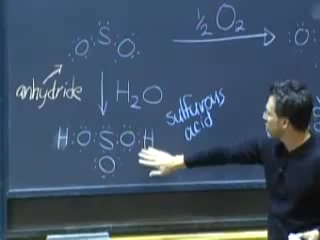 ½ O₂
O S O O
anhydride H₂O sulfurous
acid
H O S O H
O